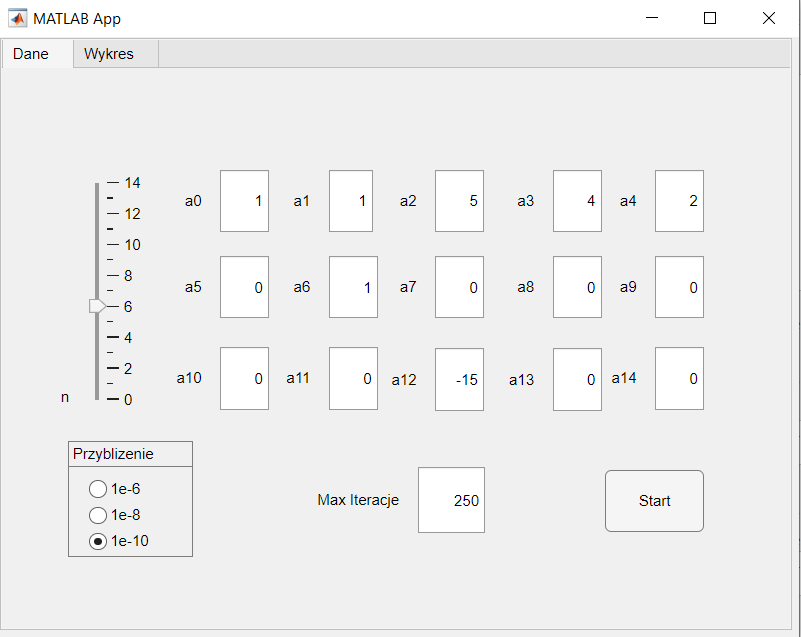 MATLAB App
Dane Wykres
14
12
10
8
6
4
2
0
n
a0 1 a1 1 a2 5 a3 4 a4 2
a5 0 a6 1 a7 0 a8 0 a9 0
a10 0 a11 0 a12 -15 a13 0 a14 0
Przyblizenie
1e-6
1e-8
1e-10
Max Iteracje 250
Start